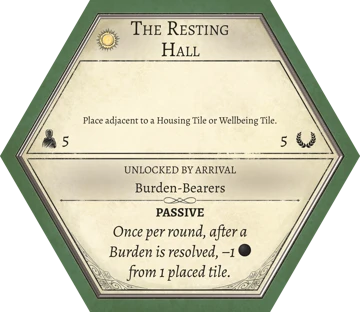 The Resting
Hall
Place adjacent to a Housing Tile or Wellbeing Tile.
5 5
UNLOCKED BY ARRIVAL
Burden-Bearers
PASSIVE
Once per round, after a
Burden is resolved, –1
from 1 placed tile.